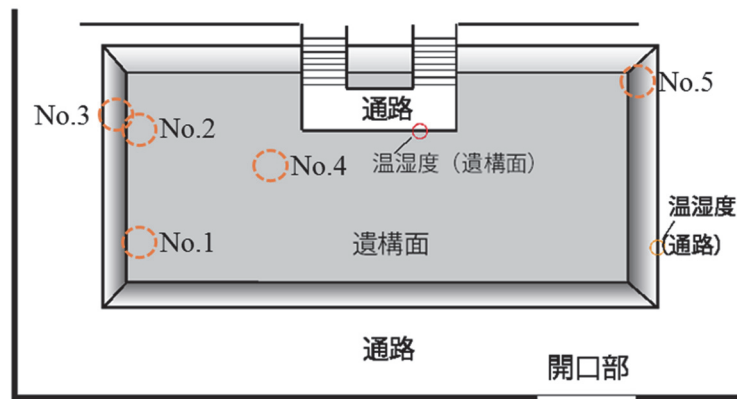 通路
No.5
No.3
No.2
No.4
温湿度（遺構面）
温湿度
（通路）
No.1
遺構面
通路
開口部